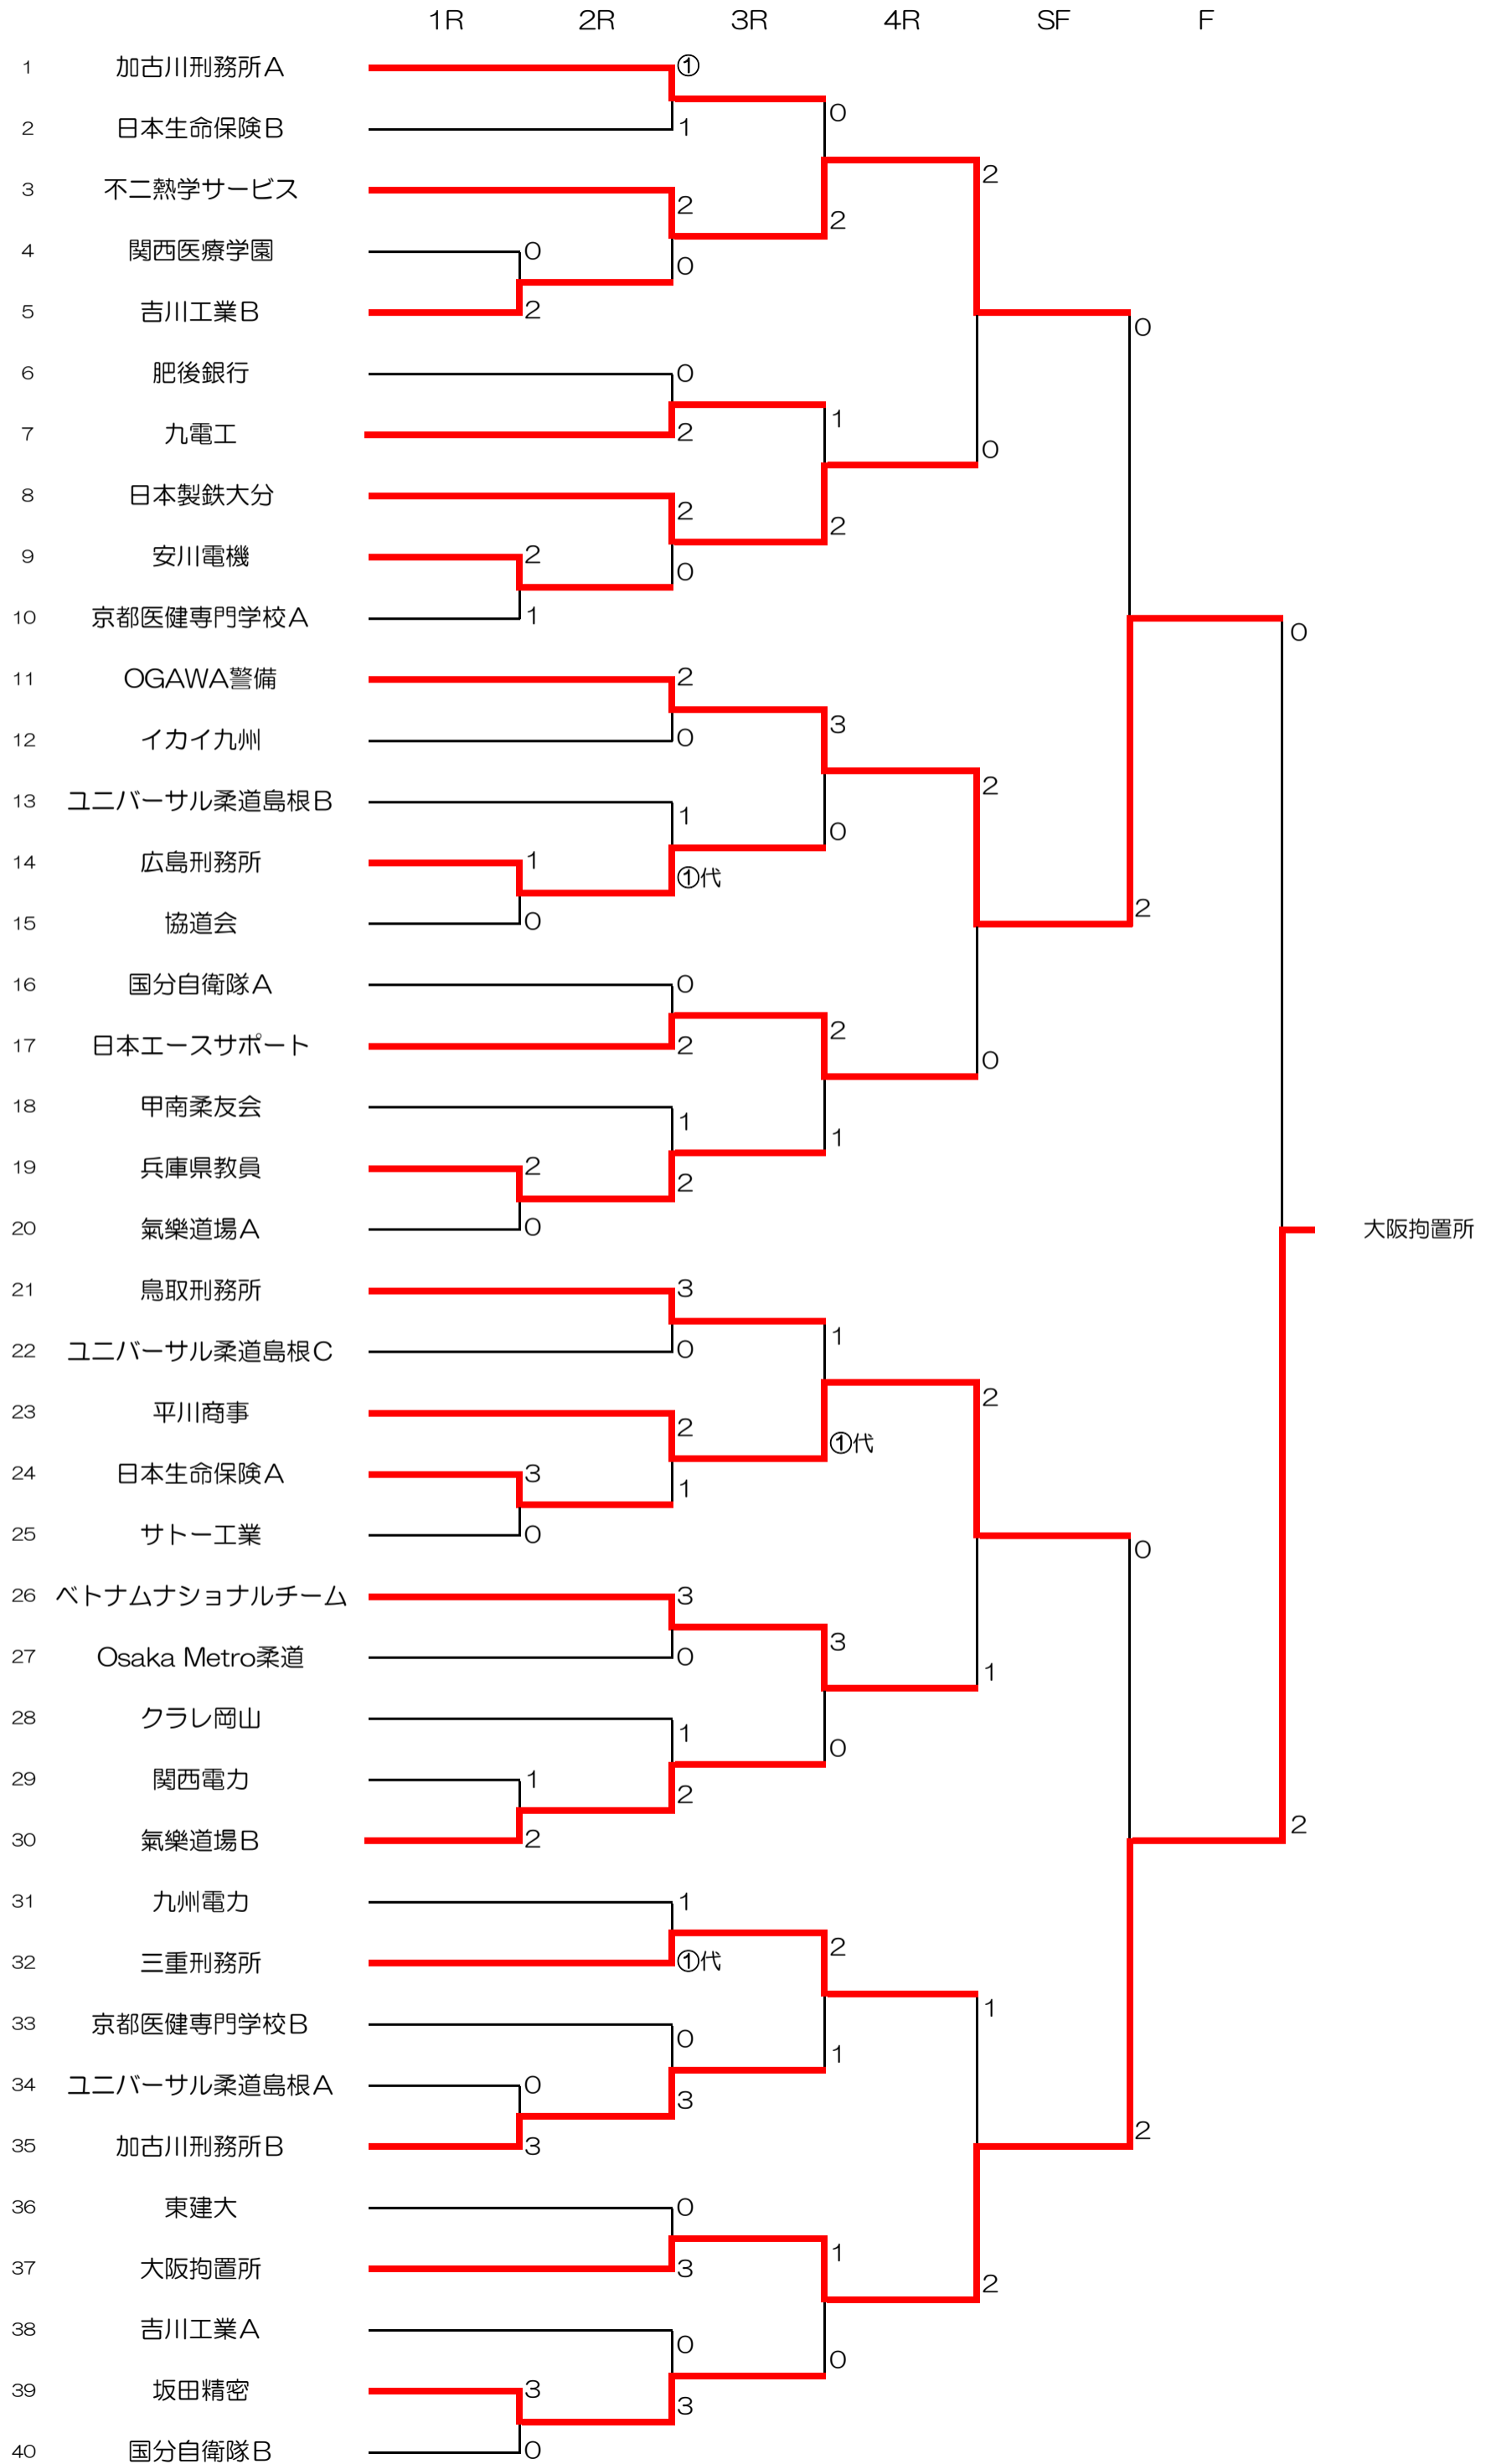 1R 2R 3R 4R SF F
1 加古川刑務所A ①
0
2 日本生命保険B 1
2
3 不二熱学サービス 2
2
4 関西医療学園 0
0
5 吉川工業B 2
0
6 肥後銀行 0
1
7 九電工 2
0
8 日本製鉄大分 2
2
9 安川電機 2
0
10 京都医健専門学校A 1
0
11 OGAWA警備 2
3
12 イカイ九州 0
2
13 ユニバーサル柔道島根B 1
0
14 広島刑務所 1
①代
2
15 協道会 0
16 国分自衛隊A 0
2
17 日本エースサポート 2
0
18 甲南柔友会 1
1
19 兵庫県教員 2
2
20 氣樂道場A 0
大阪拘置所
21 鳥取刑務所 3
1
22 ユニバーサル柔道島根C 0
2
23 平川商事 2
①代
24 日本生命保険A 3
1
25 サトー工業 0
0
26 ベトナムナショナルチーム 3
3
27 Osaka Metro柔道 0
1
28 クラレ岡山 1
0
29 関西電力 1
2
2
30 氣樂道場B 2
31 九州電力 1
2
32 三重刑務所 ①代
1
33 京都医健専門学校B 0
1
34 ユニバーサル柔道島根A 0
3
2
35 加古川刑務所B 3
36 東建大 0
1
37 大阪拘置所 3
2
38 吉川工業A 0
0
39 坂田精密 3
3
40 国分自衛隊B 0